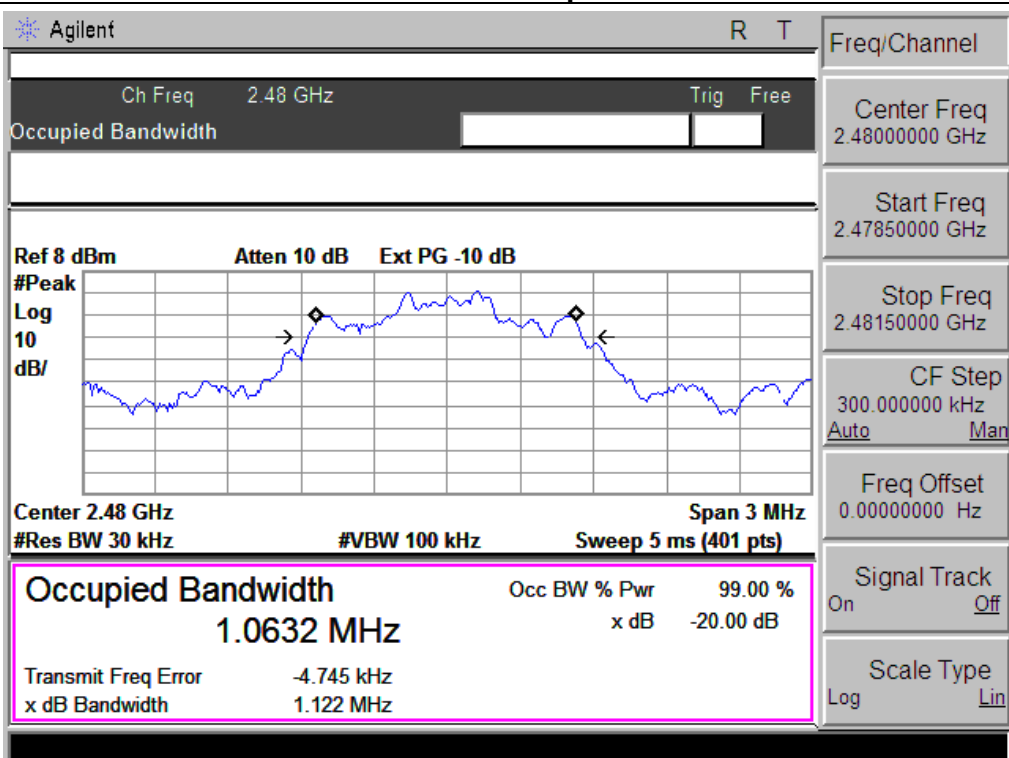 Agilent R T
Ch Freq 2.48 GHz Trig Free
Occupied Bandwidth
Ref 8 dBm Atten 10 dB Ext PG -10 dB
#Peak
Log
10
dB/
Center 2.48 GHz Span 3 MHz
#Res BW 30 kHz #VBW 100 kHz Sweep 5 ms (401 pts)
Occupied Bandwidth Occ BW % Pwr 99.00 %
1.0632 MHz x dB -20.00 dB
Transmit Freq Error -4.745 kHz
x dB Bandwidth 1.122 MHz
Freq/Channel
Center Freq
2.48000000 GHz
Start Freq
2.47850000 GHz
Stop Freq
2.48150000 GHz
CF Step
300.000000 kHz
Auto Man
Freq Offset
0.00000000 Hz
Signal Track
On Off
Scale Type
Log Lin